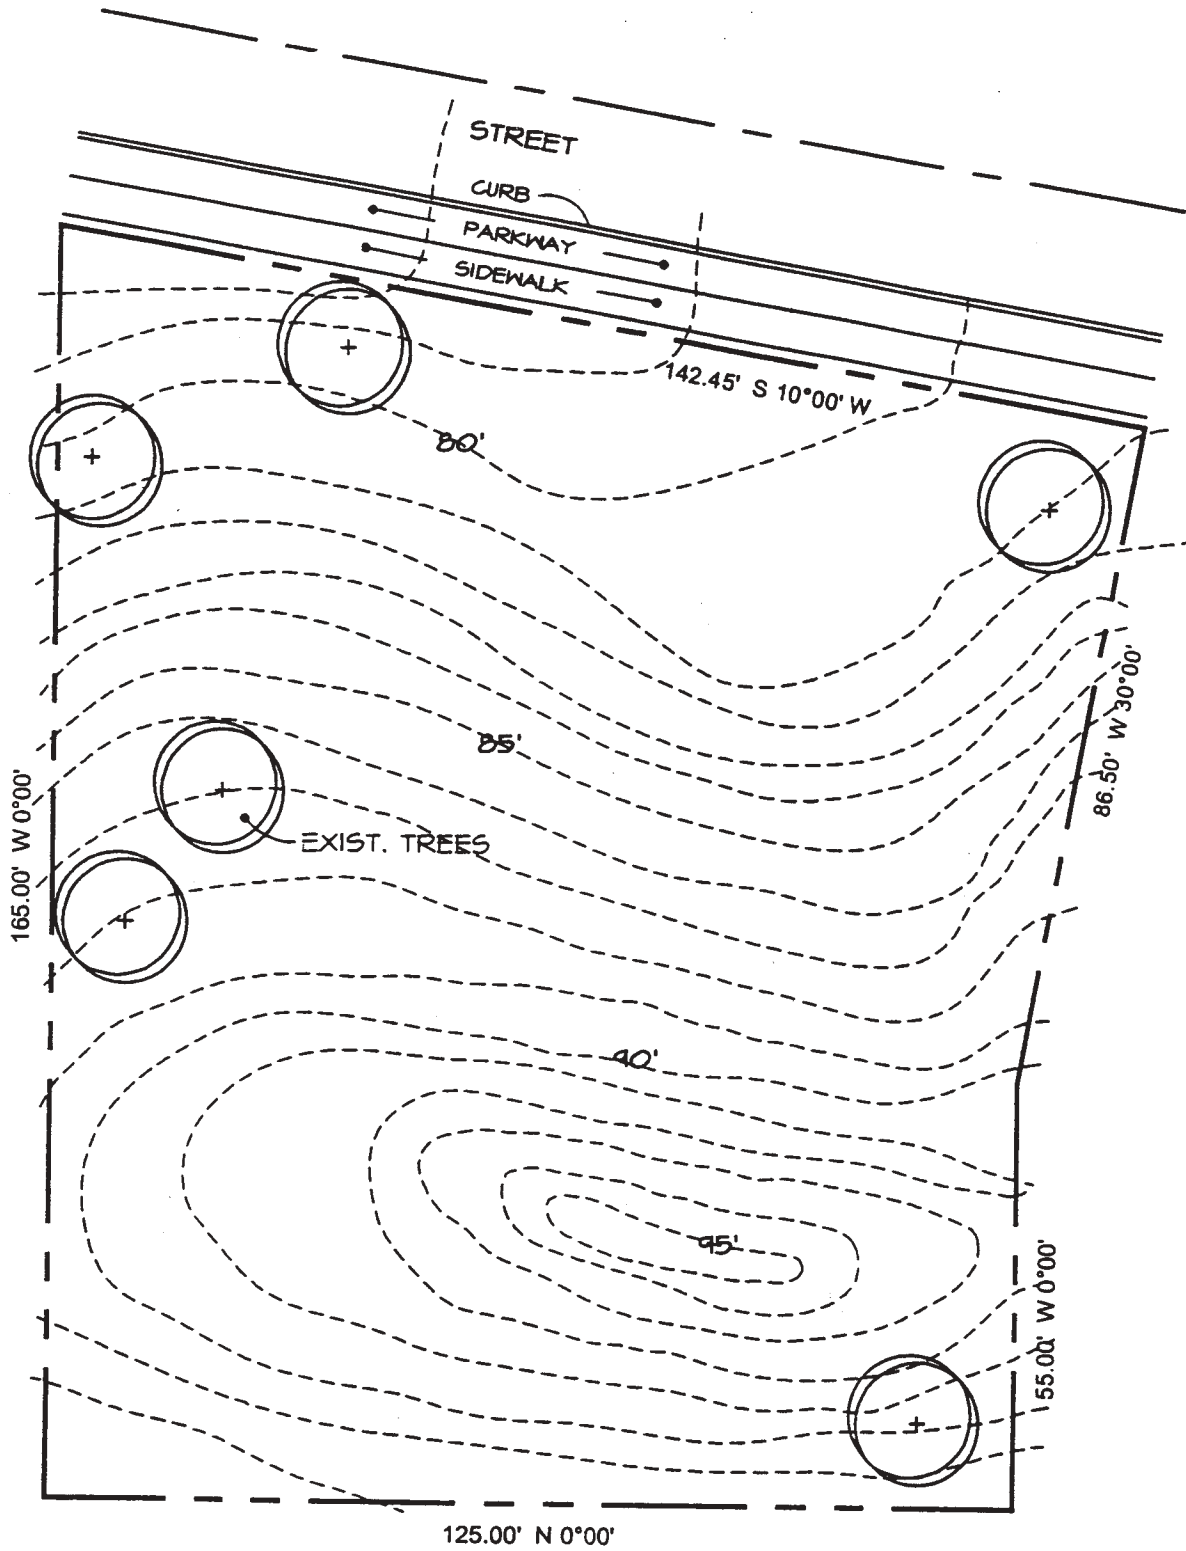 STREET
CURB
PARKWAY
SIDEWALK
142.45' S 10°00' W
80'
86.50' W 30°00'
85'
EXIST. TREES
165.00' W 0°00'
90'
95'
55.00' W 0°00'
125.00' N 0°00'